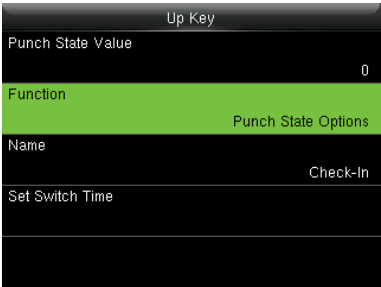 Up Key
Punch State Value
0
Function
Punch State Options
Name
Check-In
Set Switch Time